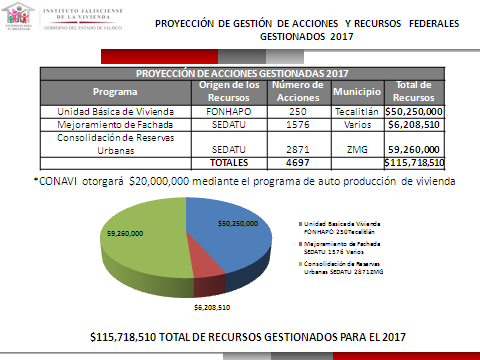 INSTITUTO JALISCIENSE
DE LA VIVIENDA
GOBIERNO DEL ESTADO DE JALISCO
PROYECCIÓN DE GESTIÓN DE ACCIONES Y RECURSOS FEDERALES
GESTIONADOS 2017
PROYECCIÓN DE ACCIONES GESTIONADAS 2017
Programa Origen de los Recursos Número de Acciones Municipio Total de Recursos
Unidad Básica de Vivienda FONHAPO 250 Tecalitlán $50,250,000
Mejoramiento de Fachada SEDATU 1576 Varios $6,208,510
Consolidación de Reservas
Urbanas SEDATU 2871 ZMG 59,260,000
TOTALES 4697 $115,718,510
*CONAVI otorgará $20,000,000 mediante el programa de auto producción de vivienda
59,260,000
$50,250,000
$6,208,510
Unidad Basica de Vivienda
FONHAPO 250 Tecalitlán
Mejoramiento de Fachada
SEDATU 1576 Varios
Consolidación de Reservas
Urbanas SEDATU 2871 ZMG
$115,718,510 TOTAL DE RECURSOS GESTIONADOS PARA EL 2017